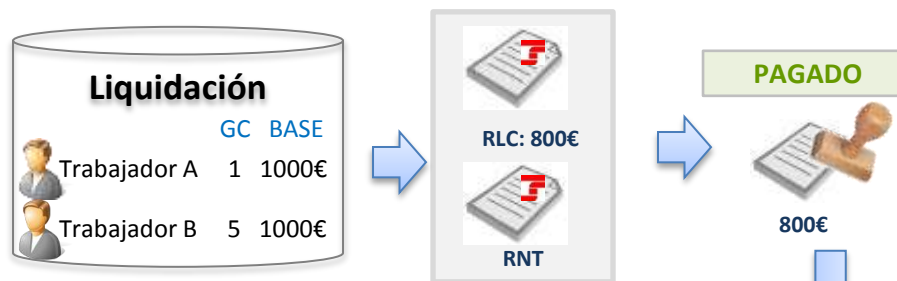 Liquidación
GC BASE
Trabajador A 1 1000€
Trabajador B 5 1000€
RLC: 800€
RNT
PAGADO
800€